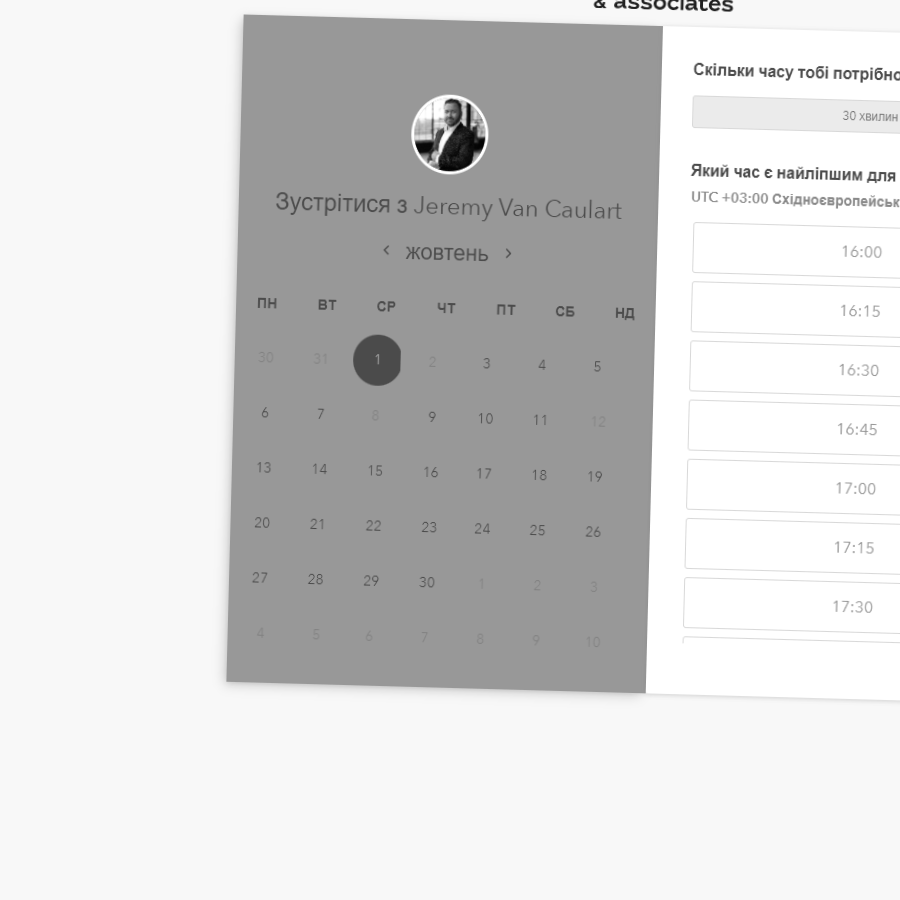 & associates
Зустрітися з Jeremy Van Caulart
жовтень
ПН ВТ СР ЧТ ПТ СБ НД
30 31 1 2 3 4 5
6 7 8 9 10 11 12
13 14 15 16 17 18 19
20 21 22 23 24 25 26
27 28 29 30 1 2 3
4 5 6 7 8 9 10
Скільки часу тобі потрібно
30 хвилин
Який час є найліпшим для
UTC +03:00 Східноєвропейськ
16:00
16:15
16:30
16:45
17:00
17:15
17:30